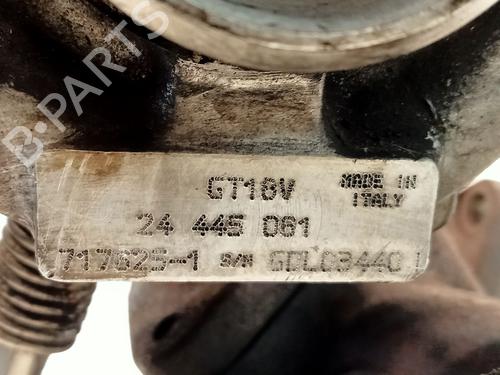 B-PARTS
GT18V
MADE IN
ITALY
24 445 061
717625-1 S/N